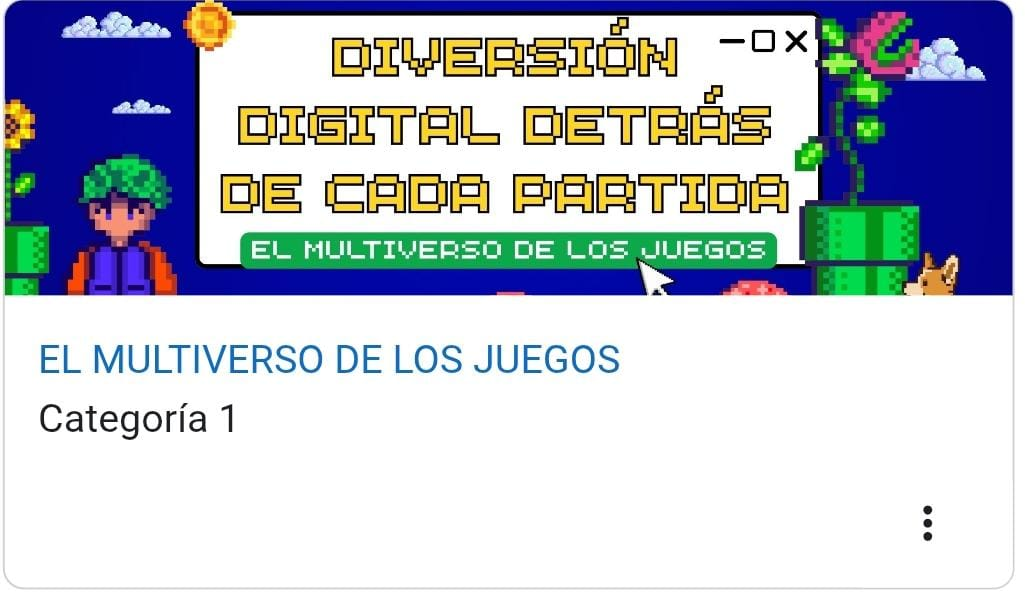 DIVERSIÓN
DIGITAL DETRÁS
DE CADA PARTIDA
EL MULTIVERSO DE LOS JUEGOS
EL MULTIVERSO DE LOS JUEGOS
Categoría 1